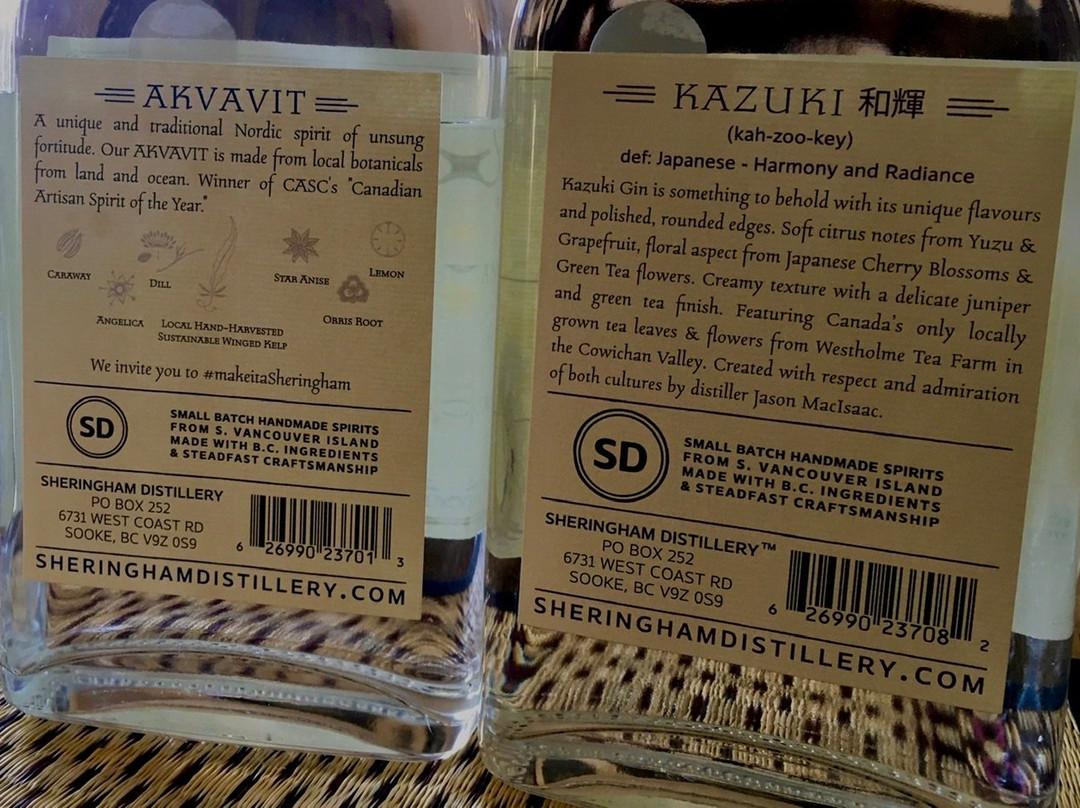 AKVAVIT
A unique and traditional Nordic spirit of unsung
fortitude. Our AKVAVIT is made from local botanicals
from land and ocean. Winner of CASC's "Canadian
Artisan Spirit of the Year."
CARAWAY
DILL
STAR ANISE
LEMON
ANGELICA
LOCAL HAND-HARVESTED
SUSTAINABLE WINGED KELP
ORRIS ROOT
We invite you to #makeitaSheringham
SD
SMALL BATCH HANDMADE SPIRITS
FROM S. VANCOUVER ISLAND
MADE WITH B.C. INGREDIENTS
& STEADFAST CRAFTSMANSHIP
SHERINGHAM DISTILLERY
PO BOX 252
6731 WEST COAST RD
SOOKE, BC V9Z 0S9
6 26990 23701 3
SHERINGHAMDISTILLERY.COM
KAZUKI 和輝
(kah-zoo-key)
def: Japanese - Harmony and Radiance
Kazuki Gin is something to behold with its unique flavours
and polished, rounded edges. Soft citrus notes from Yuzu &
Grapefruit, floral aspect from Japanese Cherry Blossoms &
Green Tea flowers. Creamy texture with a delicate juniper
and green tea finish. Featuring Canada's only locally
grown tea leaves & flowers from Westholme Tea Farm in
the Cowichan Valley. Created with respect and admiration
of both cultures by distiller Jason MacIsaac.
SD
SMALL BATCH HANDMADE SPIRITS
FROM S. VANCOUVER ISLAND
MADE WITH B.C. INGREDIENTS
& STEADFAST CRAFTSMANSHIP
SHERINGHAM DISTILLERY™
PO BOX 252
6731 WEST COAST RD
SOOKE, BC V9Z 0S9
6 26990 23708 2
SHERINGHAMDISTILLERY.COM